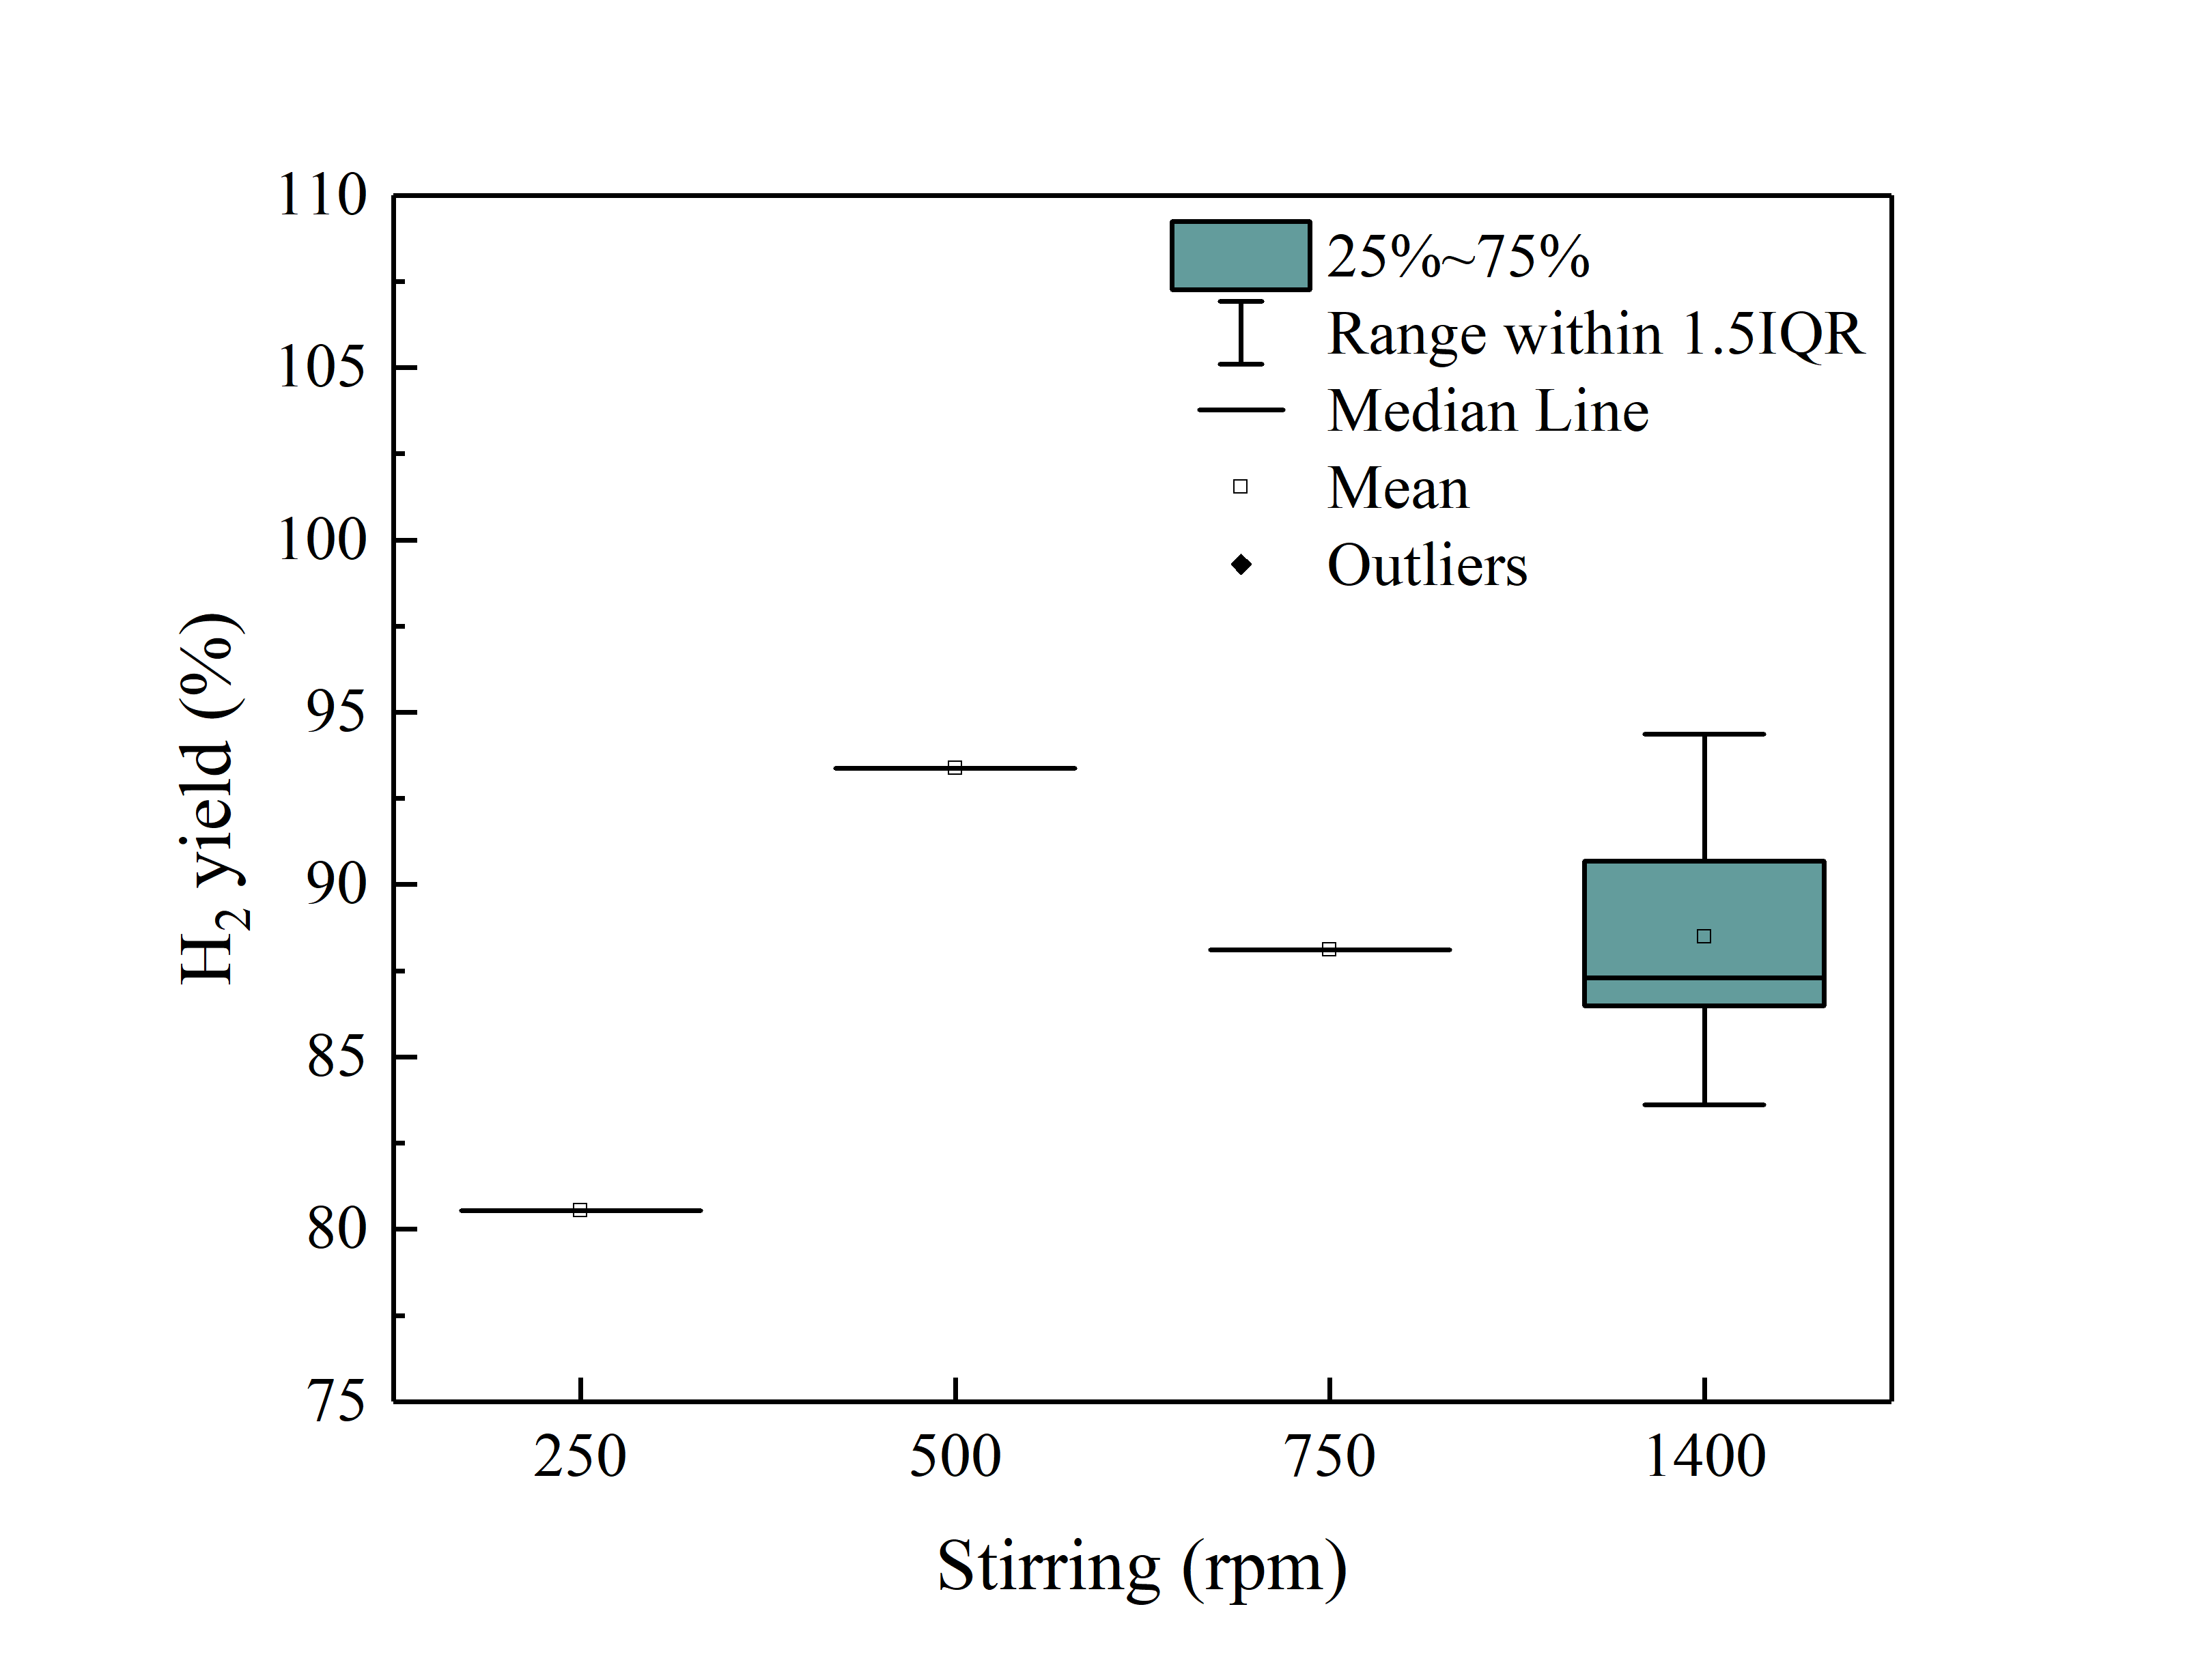 110
105
100
95
90
85
80
75
H2 yield (%)
25%~75%
Range within 1.5IQR
Median Line
Mean
Outliers
250 500 750 1400
Stirring (rpm)